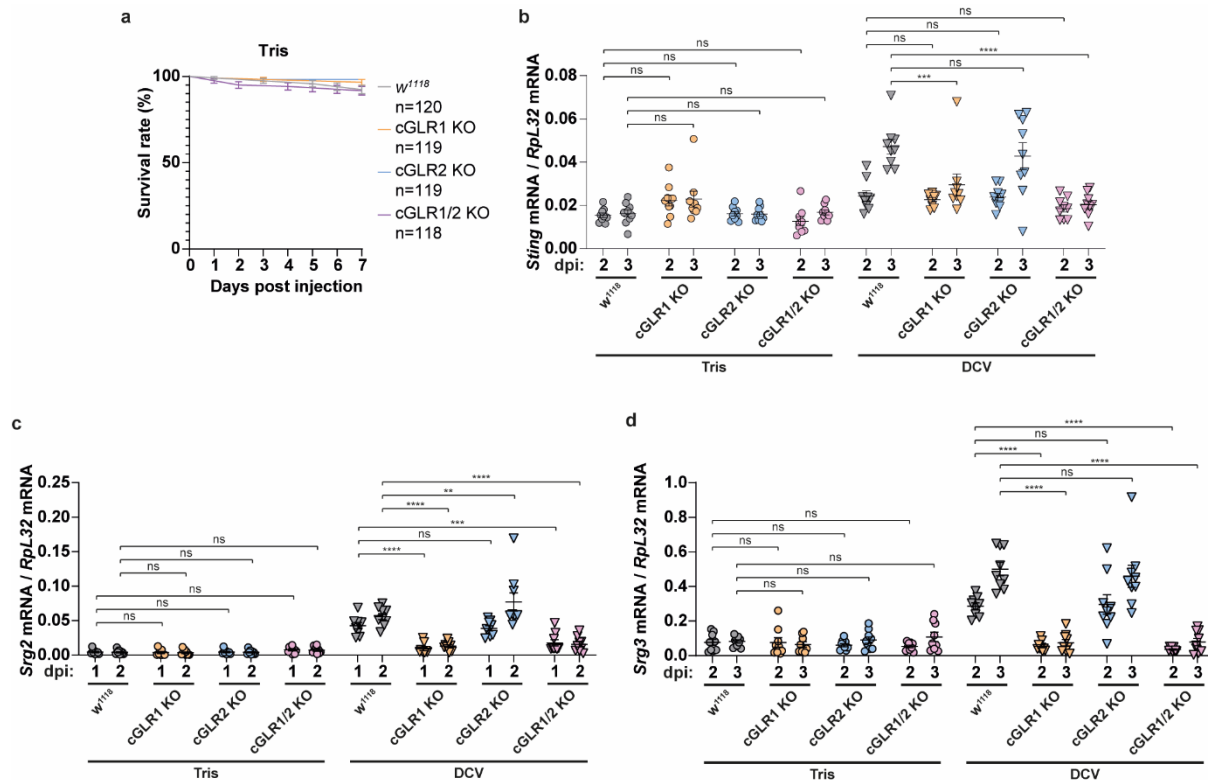 a
Tris
Survival rate (%)
100
50
0
0 1 2 3 4 5 6 7
Days post injection
w1118
n=120
cGLR1 KO
n=119
cGLR2 KO
n=119
cGLR1/2 KO
n=118
b
Sting mRNA / RpL32 mRNA
0.08
0.06
0.04
0.02
0.00
ns
ns
ns
ns
ns
ns
ns
ns
ns
****
ns
***
dpi: 2 3 2 3 2 3 2 3 2 3 2 3 2 3 2 3
w1118 cGLR1 KO cGLR2 KO cGLR1/2 KO w1118 cGLR1 KO cGLR2 KO cGLR1/2 KO
Tris DCV
c
Srg2 mRNA / RpL32 mRNA
0.25
0.20
0.15
0.10
0.05
0.00
ns
ns
ns
ns
ns
ns
****
**
****
***
ns
****
dpi: 1 2 1 2 1 2 1 2 1 2 1 2 1 2 1 2
w1118 cGLR1 KO cGLR2 KO cGLR1/2 KO w1118 cGLR1 KO cGLR2 KO cGLR1/2 KO
Tris DCV
d
Srg3 mRNA / RpL32 mRNA
1.0
0.8
0.6
0.4
0.2
0.0
ns
ns
ns
ns
ns
ns
****
ns
****
****
ns
****
dpi: 2 3 2 3 2 3 2 3 2 3 2 3 2 3 2 3
w1118 cGLR1 KO cGLR2 KO cGLR1/2 KO w1118 cGLR1 KO cGLR2 KO cGLR1/2 KO
Tris DCV